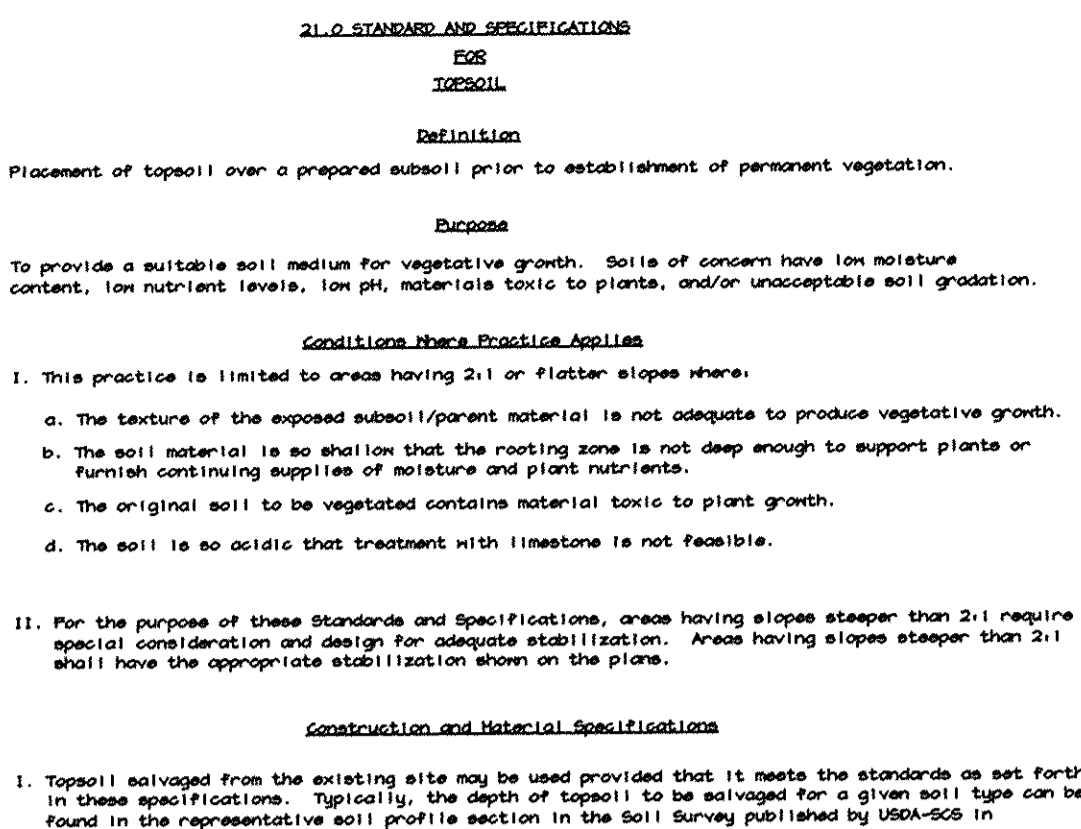 21.0 STANDARD AND SPECIFICATIONS
FOR
TOPSOIL
Definition
Placement of topsoil over a prepared subsoil prior to establishment of permanent vegetation.
Purpose
To provide a suitable soil medium for vegetative growth. Soils of concern have low moisture
content, low nutrient levels, low pH, materials toxic to plants, and/or unacceptable soil gradation.
Conditions Where Practice Applies
I. This practice is limited to areas having 2:1 or flatter slopes where:
a. The texture of the exposed subsoil/parent material is not adequate to produce vegetative growth.
b. The soil material is so shallow that the rooting zone is not deep enough to support plants or
furnish continuing supplies of moisture and plant nutrients.
c. The original soil to be vegetated contains material toxic to plant growth.
d. The soil is so acidic that treatment with limestone is not feasible.
II. For the purpose of these Standards and Specifications, areas having slopes steeper than 2:1 require
special consideration and design for adequate stabilization. Areas having slopes steeper than 2:1
shall have the appropriate stabilization shown on the plans.
Construction and Material Specifications
I. Topsoil salvaged from the existing site may be used provided that it meets the standards as set forth
in these specifications. Typically, the depth of topsoil to be salvaged for a given soil type can be
found in the representative soil profile section in the Soil Survey published by USDA-SCS in